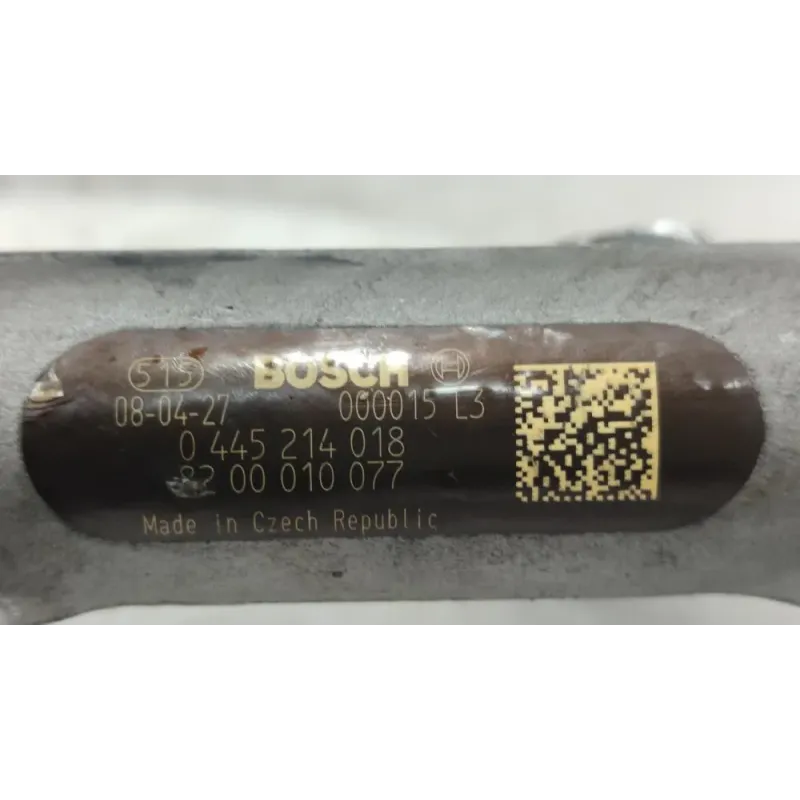 515 BOSCH
08-04-27 000015 L3
0 445 214 018
82 00 010 077
Made in Czech Republic